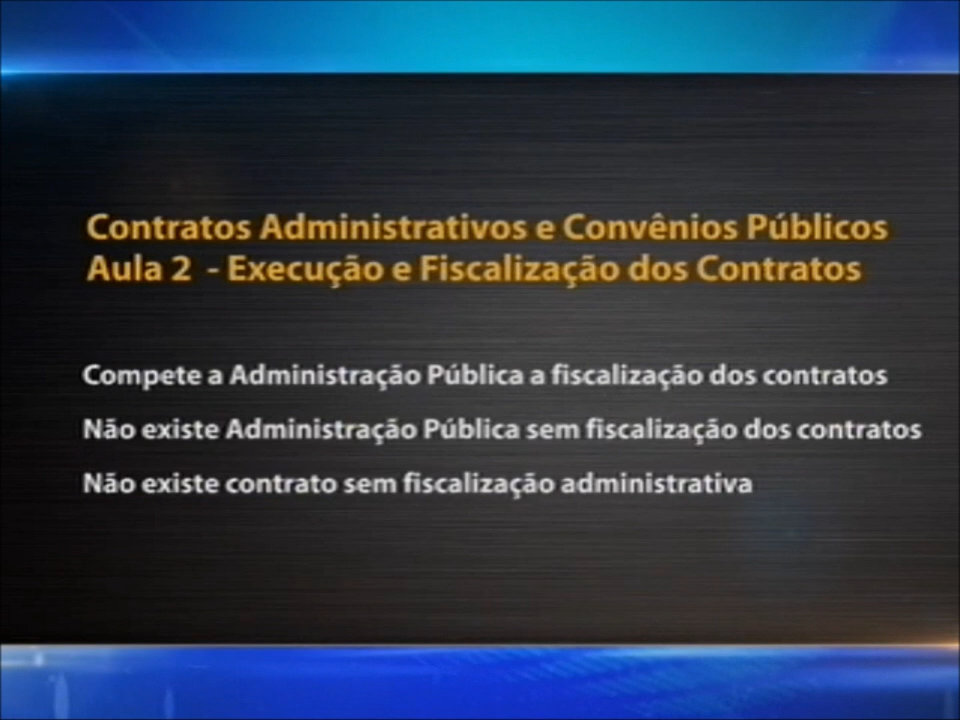 Contratos Administrativos e Convênios Públicos
Aula 2 - Execução e Fiscalização dos Contratos
Compete a Administração Pública a fiscalização dos contratos
Não existe Administração Pública sem fiscalização dos contratos
Não existe contrato sem fiscalização administrativa